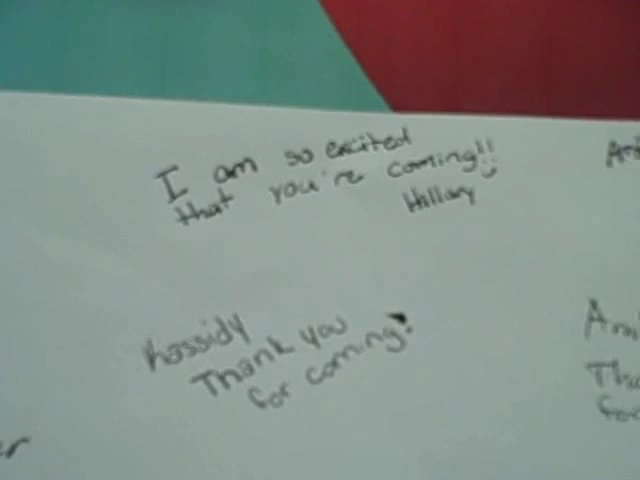 I am so excited
that you're coming!!
Hillary
Kassidy
Thank you
for coming!